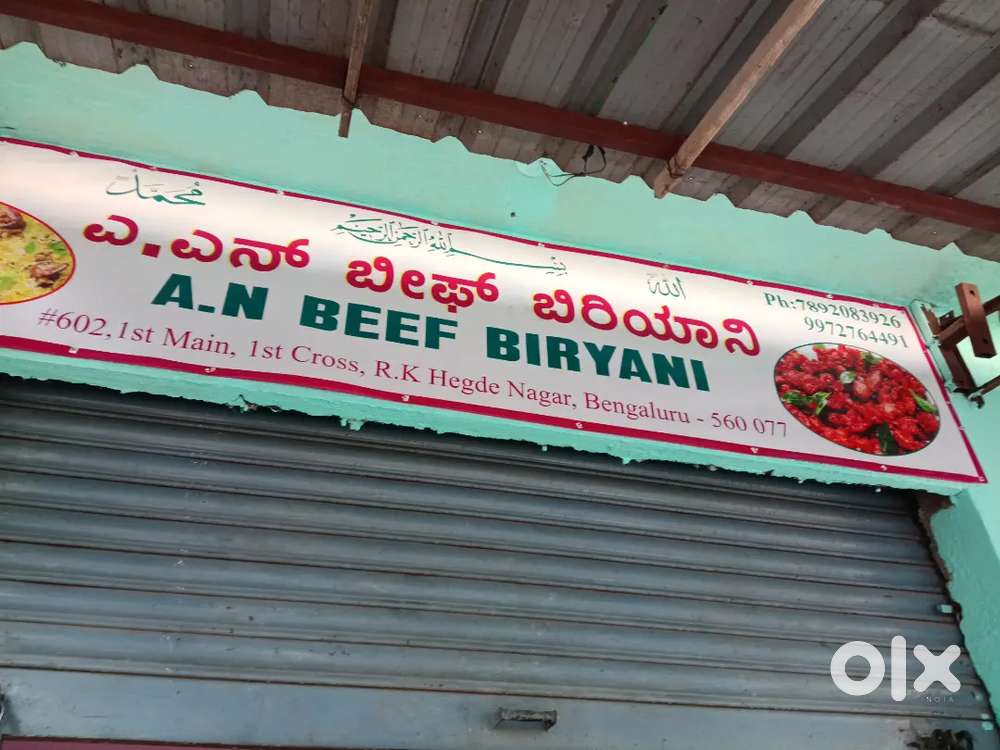 محمد
بسم الله الرحمن الرحيم
الله
ಎ.ಎನ್ ಬೀಫ್ ಬಿರಿಯಾನಿ
Ph:7892083926
9972764491
A.N BEEF BIRYANI
#602,1st Main, 1st Cross, R.K Hegde Nagar, Bengaluru - 560 077
olx
INDIA